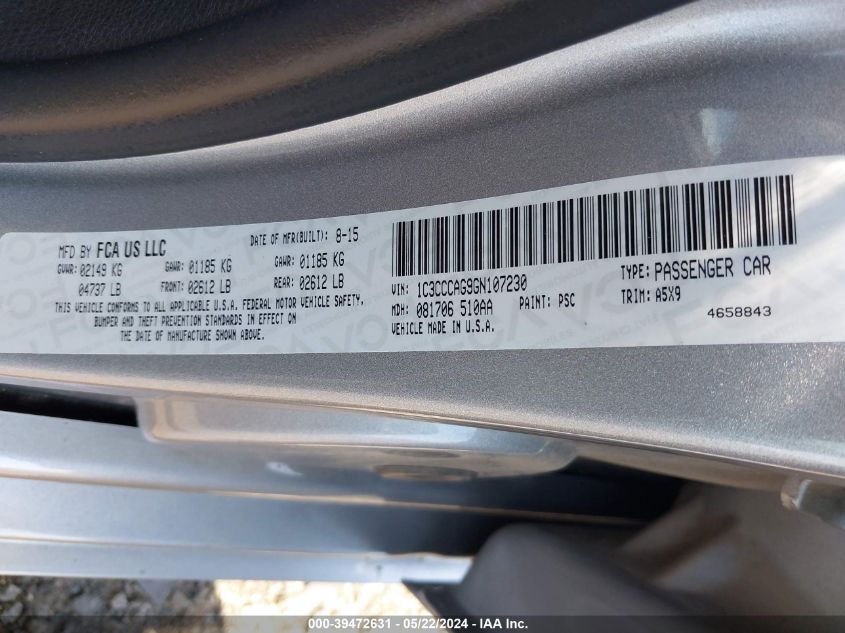 MFD BY FCA US LLC DATE OF MFR(BUILT): 8-15
GVWR: 02149 KG GAWR: 01185 KG GAWR: 01185 KG
04737 LB FRONT: 02612 LB REAR: 02612 LB
THIS VEHICLE CONFORMS TO ALL APPLICABLE U.S.A. FEDERAL MOTOR VEHICLE SAFETY,
BUMPER AND THEFT PREVENTION STANDARDS IN EFFECT ON
THE DATE OF MANUFACTURE SHOWN ABOVE.
VIN: 1C3CCCAG9GN107230 TYPE: PASSENGER CAR
MDH: 081706 510AA PAINT: PSC TRIM: A5X9
VEHICLE MADE IN U.S.A. 4658843
000-39472631 - 05/22/2024 - IAA Inc.